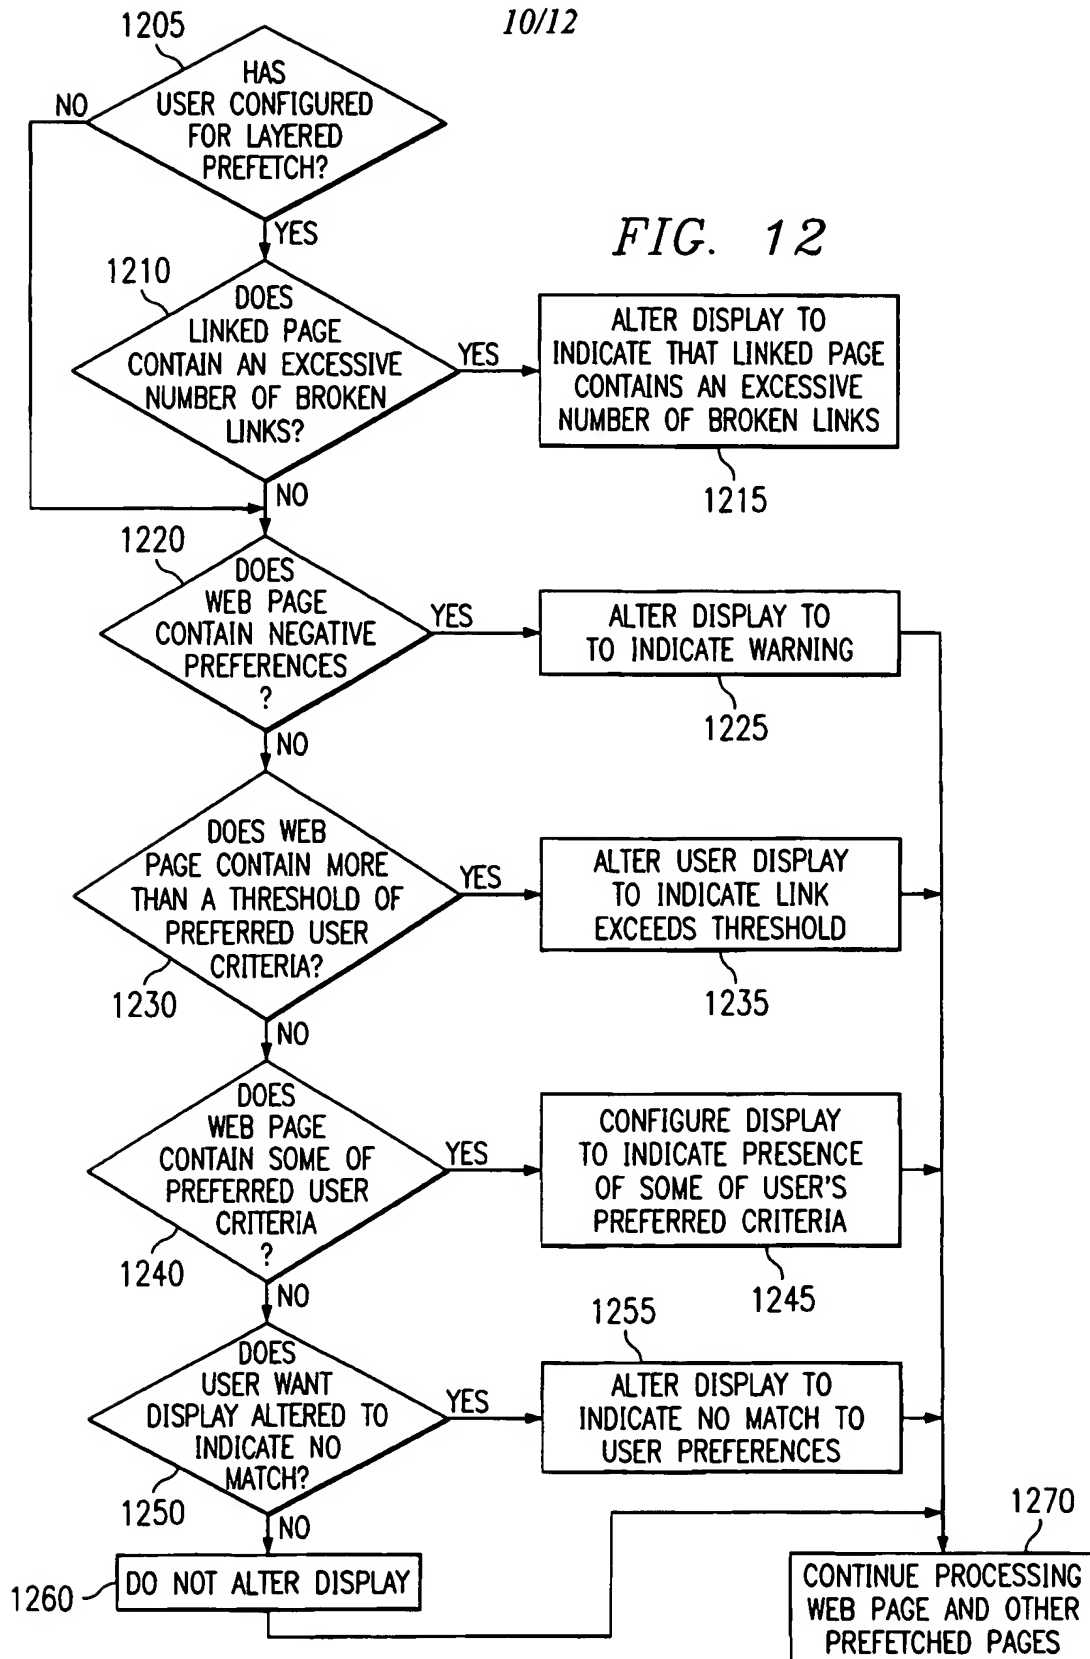 10/12
1205
HAS
USER CONFIGURED
FOR LAYERED
PREFETCH?
NO
YES
FIG. 12
1210
DOES
LINKED PAGE
CONTAIN AN EXCESSIVE
NUMBER OF BROKEN
LINKS?
YES
ALTER DISPLAY TO
INDICATE THAT LINKED PAGE
CONTAINS AN EXCESSIVE
NUMBER OF BROKEN LINKS
1215
NO
1220
DOES
WEB PAGE
CONTAIN NEGATIVE
PREFERENCES
?
YES
ALTER DISPLAY TO
TO INDICATE WARNING
1225
NO
DOES WEB
PAGE CONTAIN MORE
THAN A THRESHOLD OF
PREFERRED USER
CRITERIA?
1230
YES
ALTER USER DISPLAY
TO INDICATE LINK
EXCEEDS THRESHOLD
1235
NO
DOES
WEB PAGE
CONTAIN SOME OF
PREFERRED USER
CRITERIA
?
1240
YES
CONFIGURE DISPLAY
TO INDICATE PRESENCE
OF SOME OF USER'S
PREFERRED CRITERIA
1245
NO
DOES
USER WANT
DISPLAY ALTERED TO
INDICATE NO
MATCH?
1250
YES
1255
ALTER DISPLAY TO
INDICATE NO MATCH TO
USER PREFERENCES
NO
1260
DO NOT ALTER DISPLAY
1270
CONTINUE PROCESSING
WEB PAGE AND OTHER
PREFETCHED PAGES